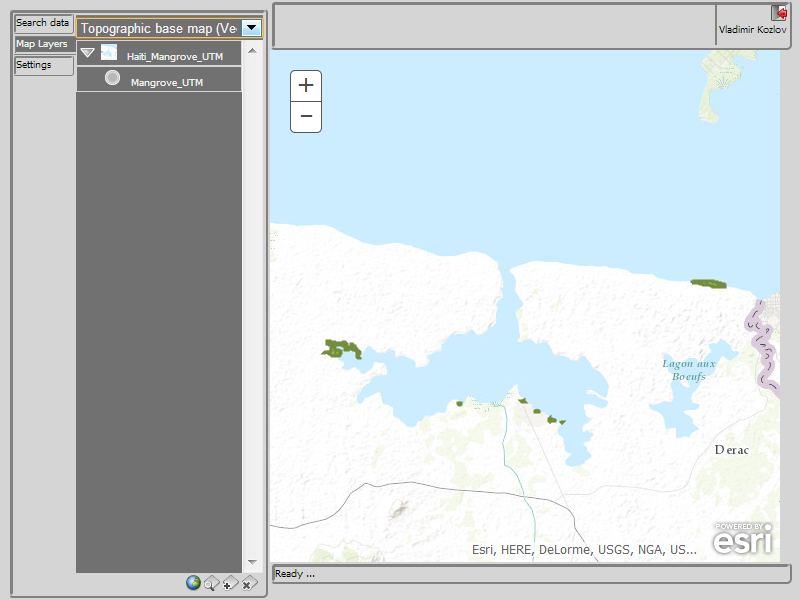 Search data
Topographic base map (Ve
Map Layers
Settings
Haiti_Mangrove_UTM
Mangrove_UTM
Vladimir Kozlov
+
−
Lagon aux
Boeufs
Derac
Esri, HERE, DeLorme, USGS, NGA, US...
POWERED BY
esri
Ready ...